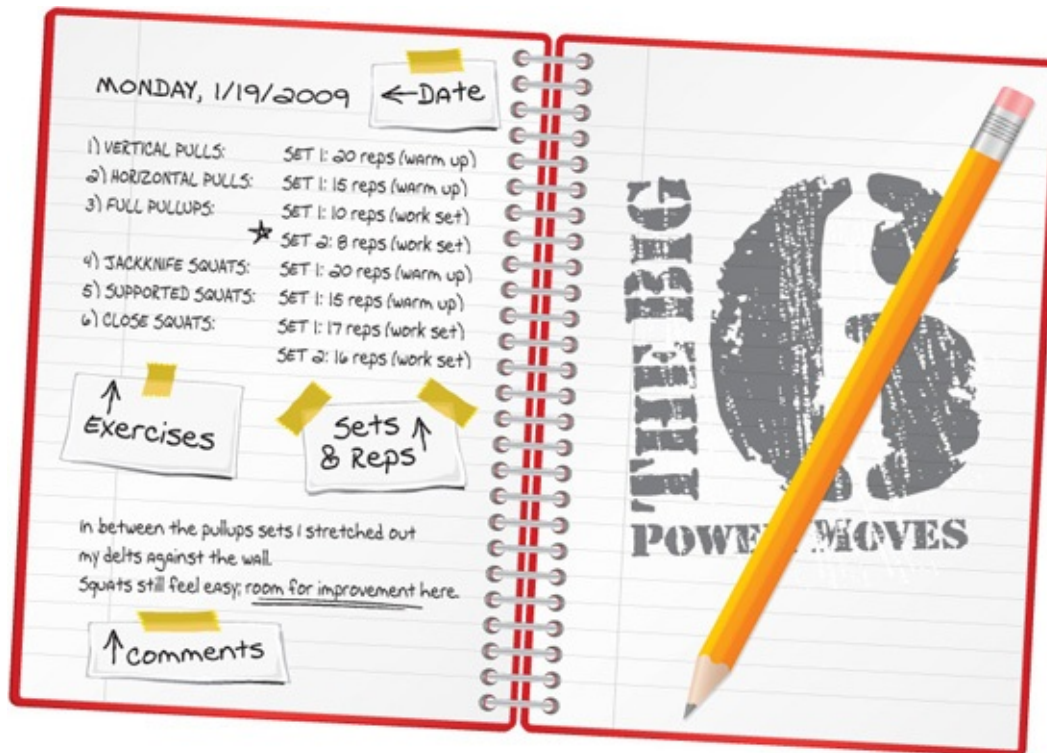 MONDAY, 1/19/2009
←Date
1) VERTICAL PULLS: SET 1: 20 reps (warm up)
2) HORIZONTAL PULLS: SET 1: 15 reps (warm up)
3) FULL PULLUPS: SET 1: 10 reps (work set)
★ SET 2: 8 reps (work set)
4) JACKKNIFE SQUATS: SET 1: 20 reps (warm up)
5) SUPPORTED SQUATS: SET 1: 15 reps (warm up)
6) CLOSE SQUATS: SET 1: 17 reps (work set)
SET 2: 16 reps (work set)
↑
Exercises
Sets ↑
& Reps
In between the pullups sets I stretched out
my delts against the wall.
Squats still feel easy; room for improvement here.
↑ Comments
THE BIG
6
POWER MOVES